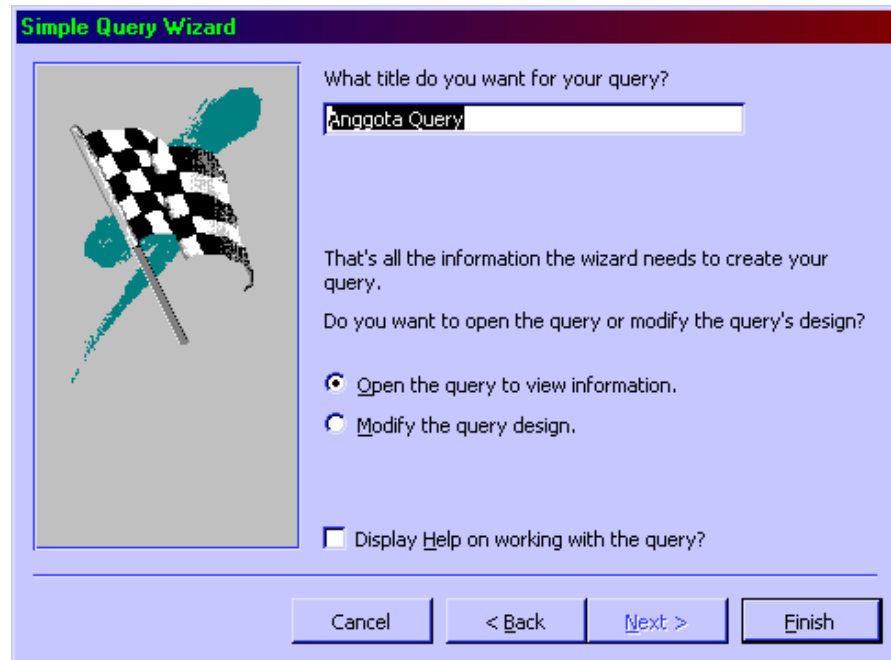 Simple Query Wizard
What title do you want for your query?
Anggota Query
That's all the information the wizard needs to create your
query.
Do you want to open the query or modify the query's design?
Open the query to view information.
Modify the query design.
Display Help on working with the query?
Cancel
< Back
Next >
Finish